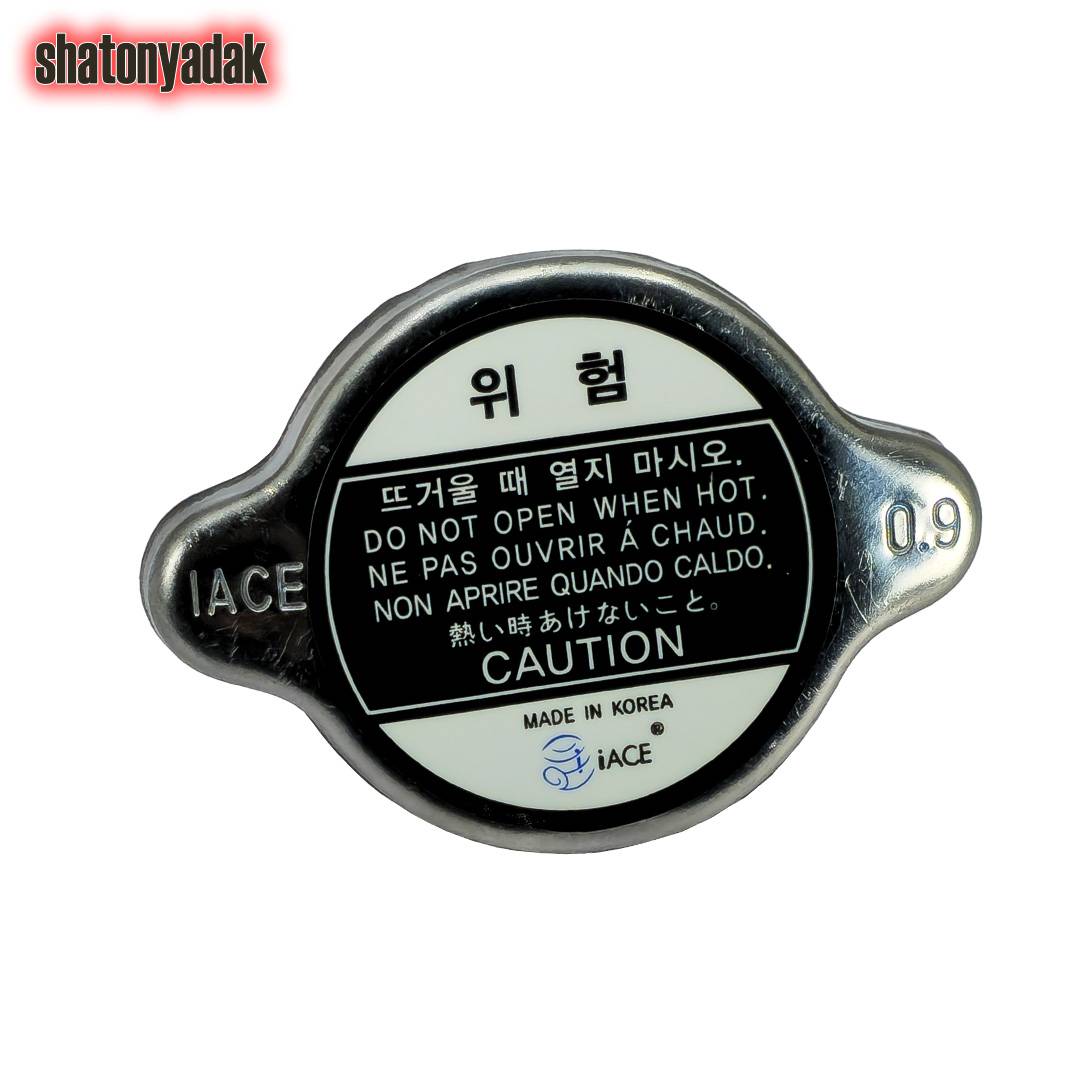 shatonyadak
위 험
뜨거울 때 열지 마시오.
DO NOT OPEN WHEN HOT.
NE PAS OUVRIR Á CHAUD.
NON APRIRE QUANDO CALDO.
熱い時あけないこと。
CAUTION
MADE IN KOREA
iACE®
IACE
0.9